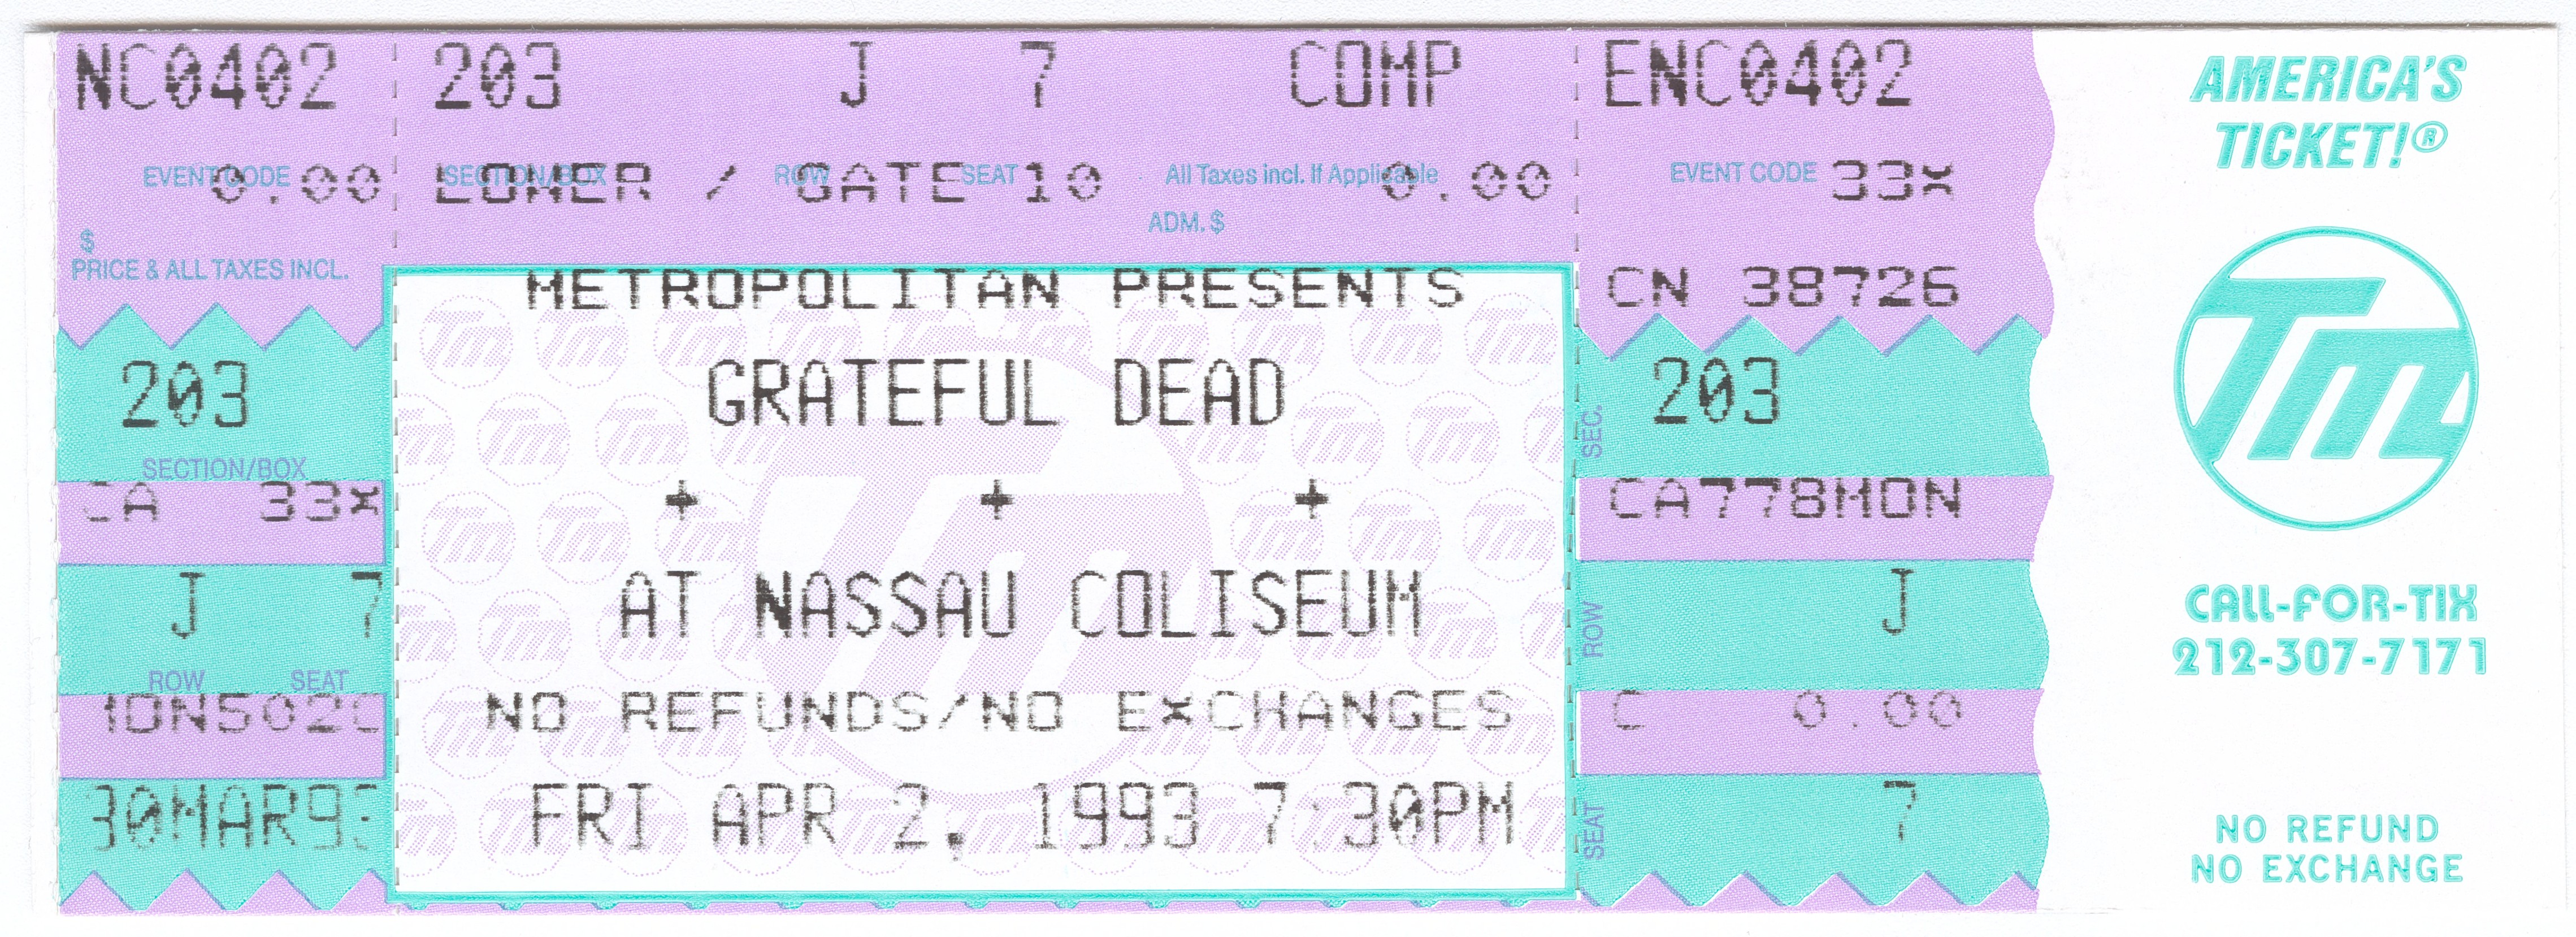 NC0402 203 J 7 COMP ENC0402
EVENT CODE SECTION/BOX ROW SEAT All Taxes incl. If Applicable EVENT CODE
0.00 LOWER / GATE 10 0.00 33X
ADM. $
$
PRICE & ALL TAXES INCL.
METROPOLITAN PRESENTS
CN 38726
GRATEFUL DEAD
203
SECTION/BOX
203
SEC.
+ + +
CA 33X
CA778MON
AT NASSAU COLISEUM
J 7
ROW SEAT
ROW
J
NO REFUNDS/NO EXCHANGES
C 0.00
FRI APR 2, 1993 7:30PM
30MAR93
SEAT
7
AMERICA'S
TICKET!®
TM
CALL-FOR-TIX
212-307-7171
NO REFUND
NO EXCHANGE